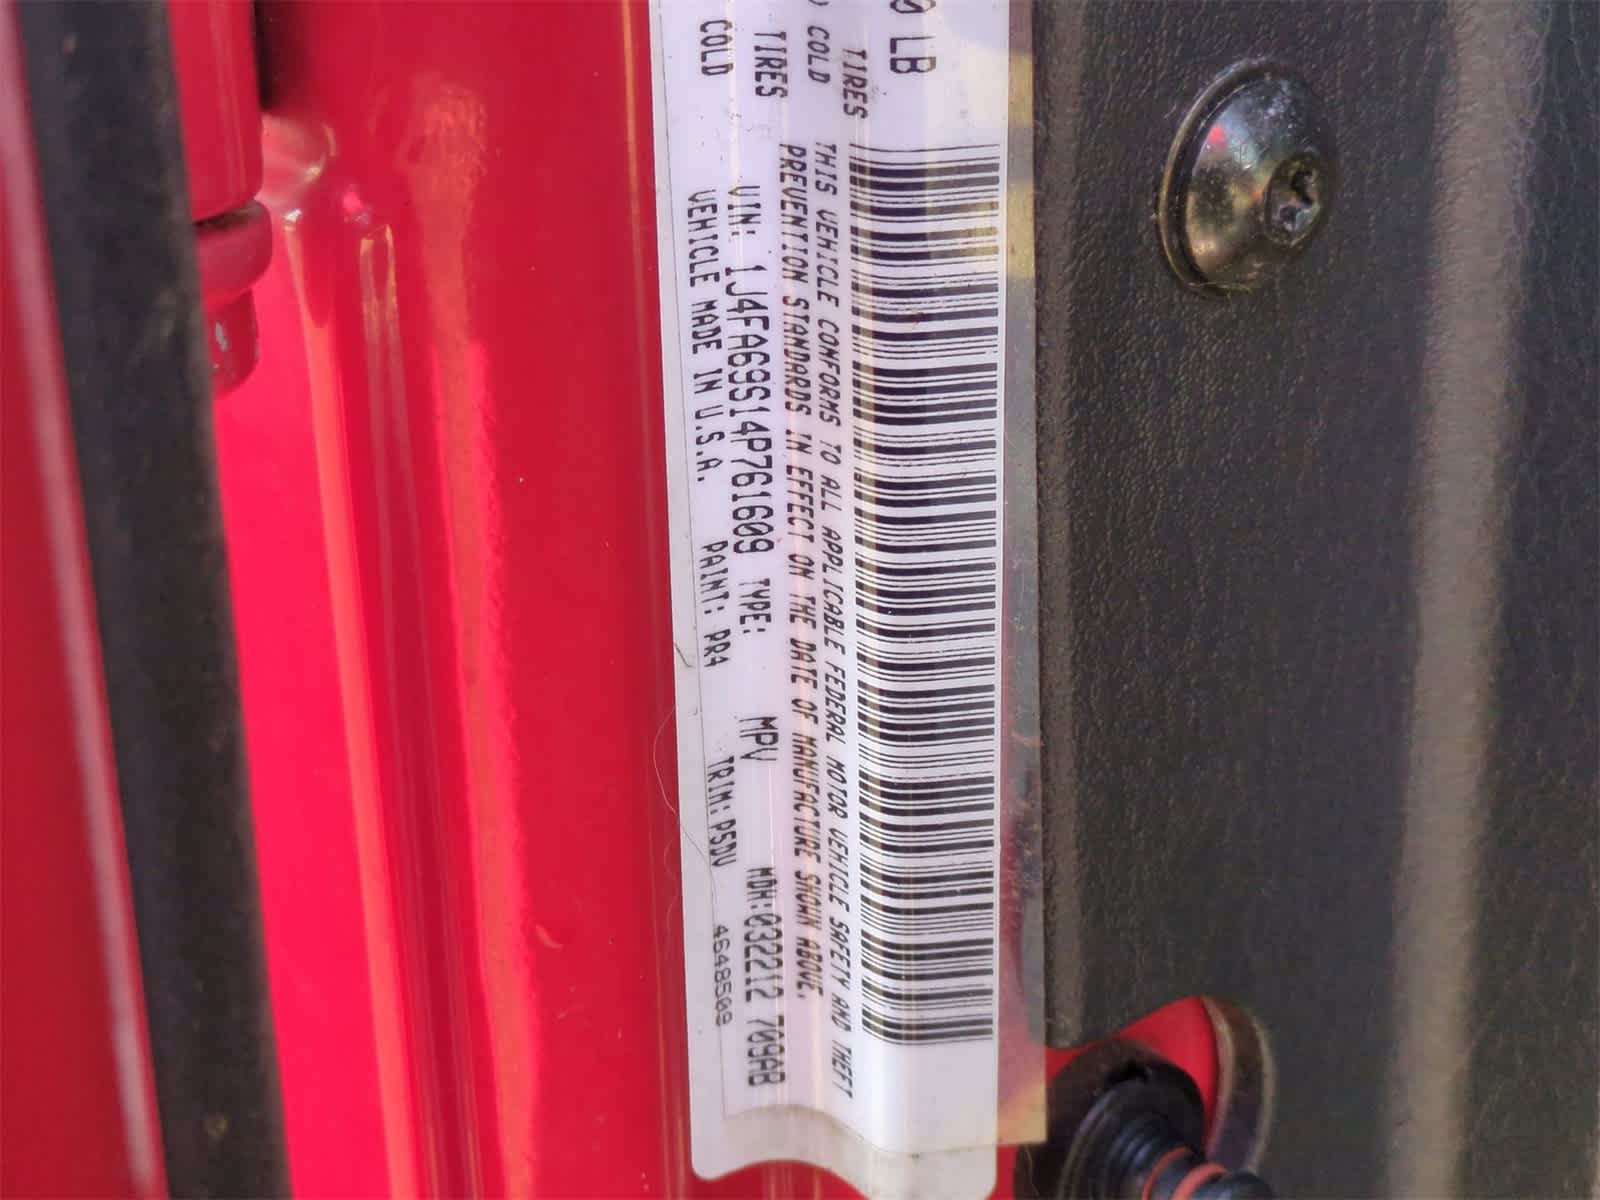 0 LB
TIRES
COLD
TIRES
COLD
THIS VEHICLE CONFORMS TO ALL APPLICABLE FEDERAL MOTOR VEHICLE SAFETY AND THEFT
PREVENTION STANDARDS IN EFFECT ON THE DATE OF MANUFACTURE SHOWN ABOVE.
VIN: 1J4FA69S14P761609 TYPE: MPV MDH:032212 709AB
VEHICLE MADE IN U.S.A. PAINT: PR4 TRIM: P5DV 4648509